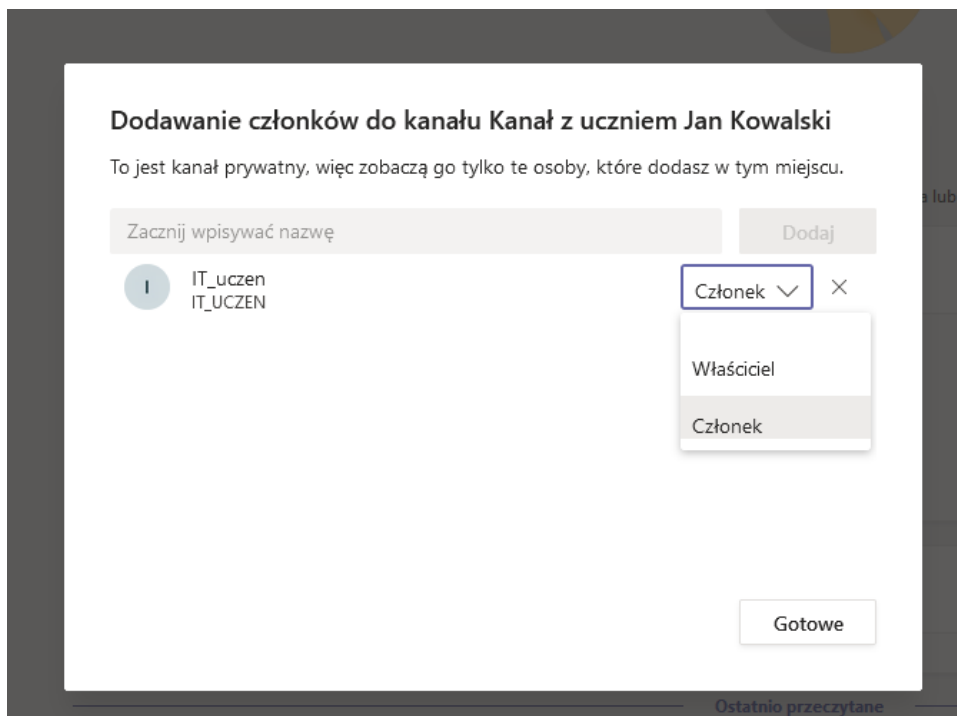 Dodawanie członków do kanału Kanał z uczniem Jan Kowalski
To jest kanał prywatny, więc zobaczą go tylko te osoby, które dodasz w tym miejscu.
a lub
Zacznij wpisywać nazwę
Dodaj
I
IT_uczen
IT_UCZEN
Członek
Właściciel
Członek
Gotowe
Ostatnio przeczytane